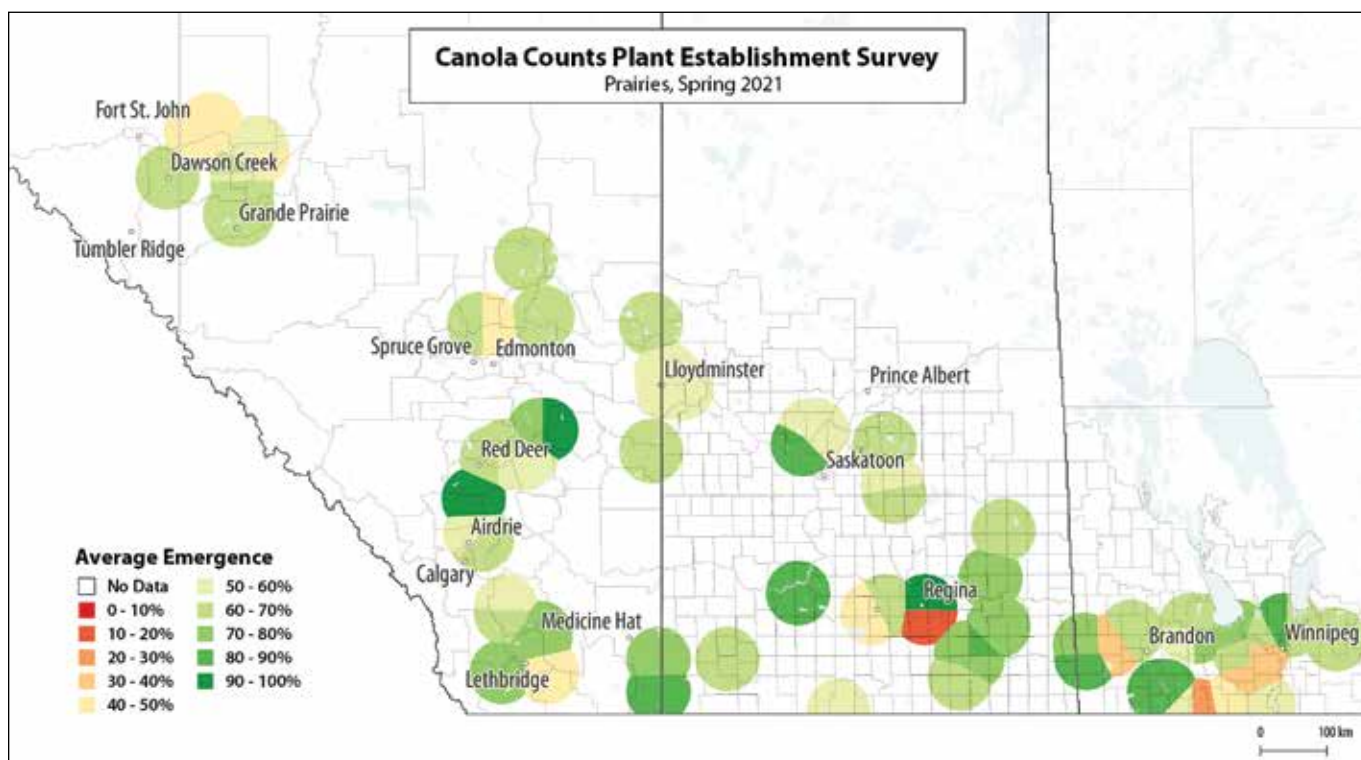 Canola Counts Plant Establishment Survey
Prairies, Spring 2021
Fort St. John
Dawson Creek
Grande Prairie
Tumbler Ridge
Spruce Grove
Edmonton
Lloydminster
Prince Albert
Red Deer
Saskatoon
Airdrie
Calgary
Regina
Medicine Hat
Lethbridge
Brandon
Winnipeg
Average Emergence
No Data
0 - 10%
10 - 20%
20 - 30%
30 - 40%
40 - 50%
50 - 60%
60 - 70%
70 - 80%
80 - 90%
90 - 100%
0 100 km